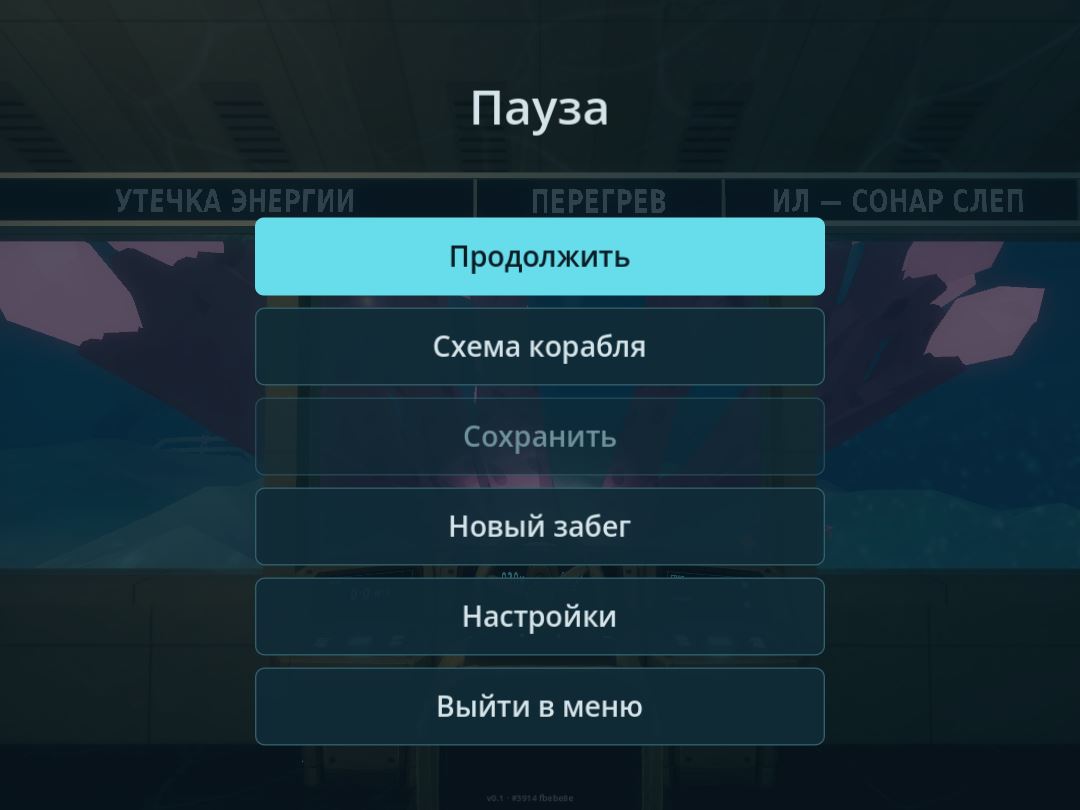 Пауза
УТЕЧКА ЭНЕРГИИ ПЕРЕГРЕВ ИЛ — СОНАР СЛЕП
Продолжить
Схема корабля
Сохранить
Новый забег
Настройки
Выйти в меню